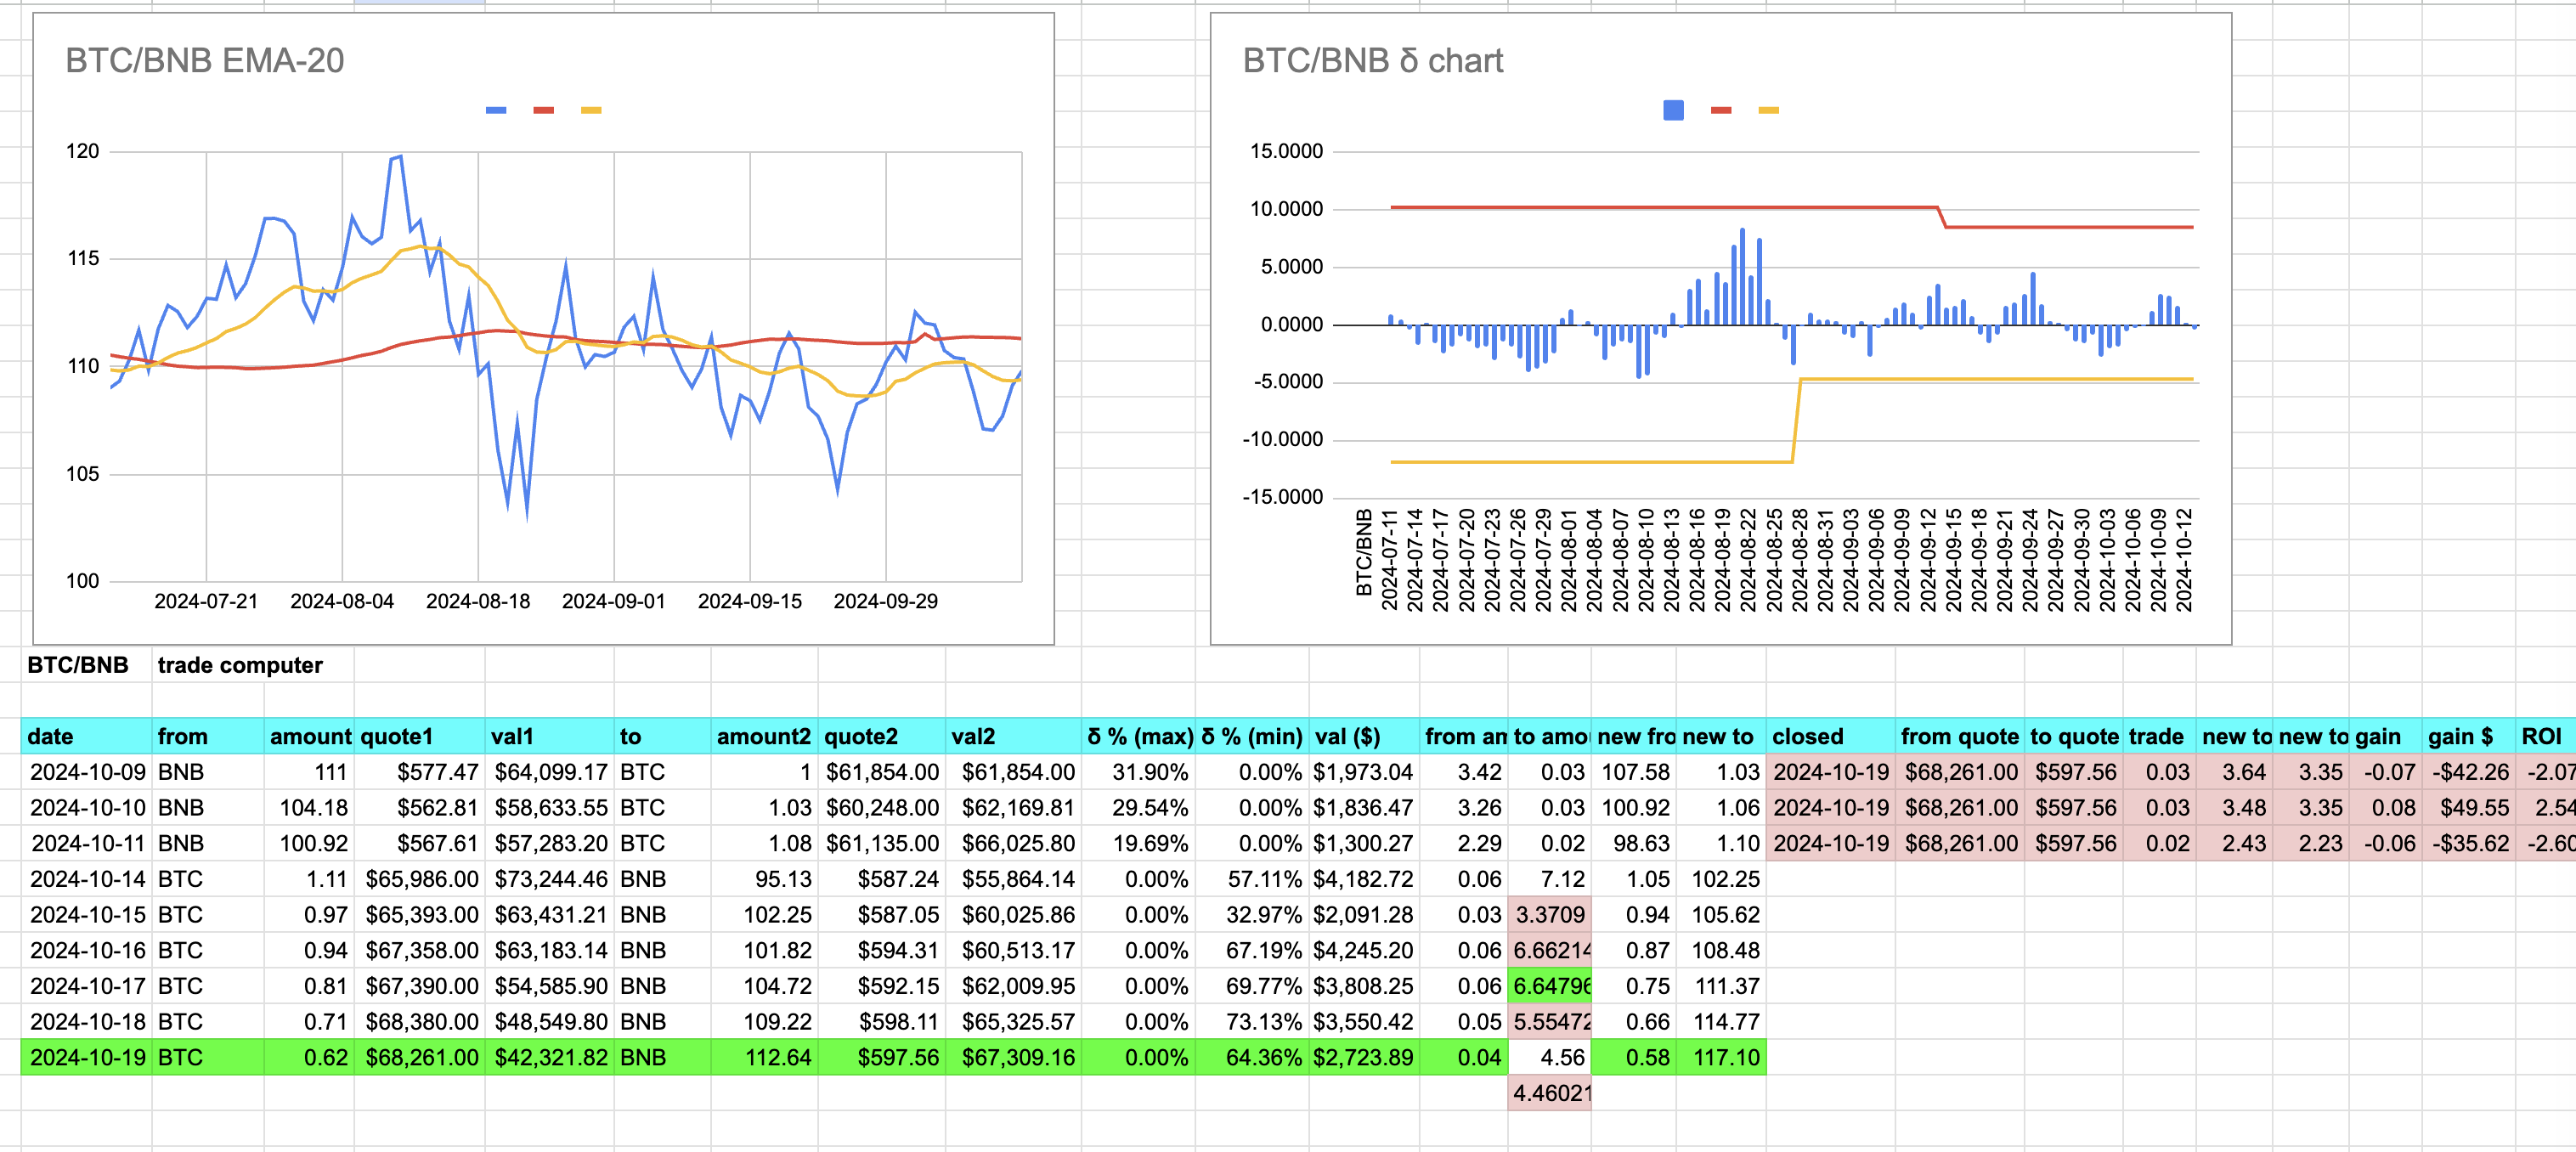 BTC/BNB EMA-20
120
115
110
105
100
2024-07-21 2024-08-04 2024-08-18 2024-09-01 2024-09-15 2024-09-29
BTC/BNB δ chart
15.0000
10.0000
5.0000
0.0000
-5.0000
-10.0000
-15.0000
BTC/BNB 2024-07-11 2024-07-14 2024-07-17 2024-07-20 2024-07-23 2024-07-26 2024-07-29 2024-08-01 2024-08-04 2024-08-07 2024-08-10 2024-08-13 2024-08-16 2024-08-19 2024-08-22 2024-08-25 2024-08-28 2024-08-31 2024-09-03 2024-09-06 2024-09-09 2024-09-12 2024-09-15 2024-09-18 2024-09-21 2024-09-24 2024-09-27 2024-09-30 2024-10-03 2024-10-06 2024-10-09 2024-10-12
BTC/BNB trade computer
date from amount quote1 val1 to amount2 quote2 val2 δ % (max) δ % (min) val ($) from am to amo new fro new to closed from quote to quote trade new to new to gain gain $ ROI
2024-10-09 BNB 111 $577.47 $64,099.17 BTC 1 $61,854.00 $61,854.00 31.90% 0.00% $1,973.04 3.42 0.03 107.58 1.03 2024-10-19 $68,261.00 $597.56 0.03 3.64 3.35 -0.07 -$42.26 -2.07
2024-10-10 BNB 104.18 $562.81 $58,633.55 BTC 1.03 $60,248.00 $62,169.81 29.54% 0.00% $1,836.47 3.26 0.03 100.92 1.06 2024-10-19 $68,261.00 $597.56 0.03 3.48 3.35 0.08 $49.55 2.54
2024-10-11 BNB 100.92 $567.61 $57,283.20 BTC 1.08 $61,135.00 $66,025.80 19.69% 0.00% $1,300.27 2.29 0.02 98.63 1.10 2024-10-19 $68,261.00 $597.56 0.02 2.43 2.23 -0.06 -$35.62 -2.60
2024-10-14 BTC 1.11 $65,986.00 $73,244.46 BNB 95.13 $587.24 $55,864.14 0.00% 57.11% $4,182.72 0.06 7.12 1.05 102.25
2024-10-15 BTC 0.97 $65,393.00 $63,431.21 BNB 102.25 $587.05 $60,025.86 0.00% 32.97% $2,091.28 0.03 3.3709 0.94 105.62
2024-10-16 BTC 0.94 $67,358.00 $63,183.14 BNB 101.82 $594.31 $60,513.17 0.00% 67.19% $4,245.20 0.06 6.66214 0.87 108.48
2024-10-17 BTC 0.81 $67,390.00 $54,585.90 BNB 104.72 $592.15 $62,009.95 0.00% 69.77% $3,808.25 0.06 6.64796 0.75 111.37
2024-10-18 BTC 0.71 $68,380.00 $48,549.80 BNB 109.22 $598.11 $65,325.57 0.00% 73.13% $3,550.42 0.05 5.55472 0.66 114.77
2024-10-19 BTC 0.62 $68,261.00 $42,321.82 BNB 112.64 $597.56 $67,309.16 0.00% 64.36% $2,723.89 0.04 4.56 0.58 117.10
4.46021